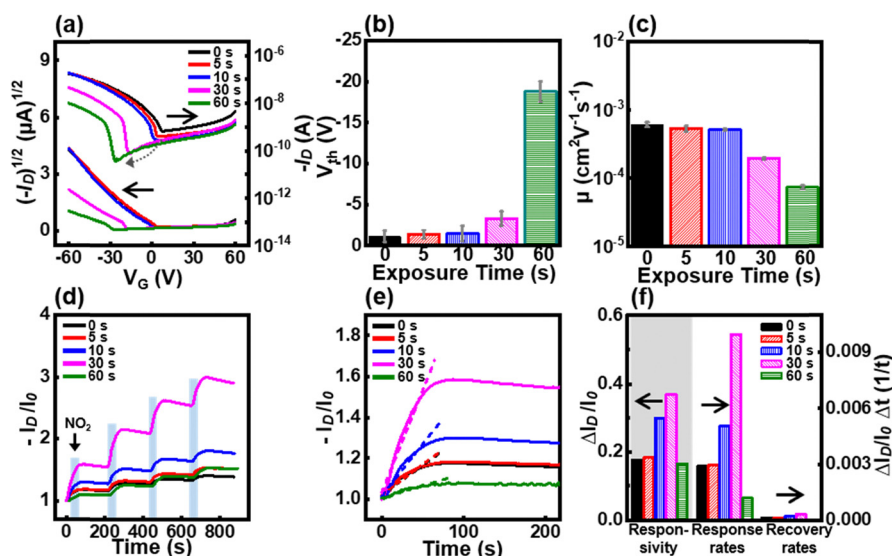 (a)
0 s
5 s
10 s
30 s
60 s
9
6
3
0
(-I_D)^1/2 (μA)^1/2
10^-6
10^-8
10^-10
10^-12
10^-14
-I_D (A)
-60 -30 0 30 60
V_G (V)
(b)
-25
-20
-15
-10
-5
0
V_th (V)
0 5 10 30 60
Exposure Time (s)
(c)
10^-2
10^-3
10^-4
10^-5
μ (cm^2V^-1s^-1)
0 5 10 30 60
Exposure Time (s)
(d)
0 s
5 s
10 s
30 s
60 s
NO_2
4
3
2
1
- I_D/I_0
0 200 400 600 800
Time (s)
(e)
0 s
5 s
10 s
30 s
60 s
1.8
1.6
1.4
1.2
1.0
- I_D/I_0
0 100 200
Time (s)
(f)
0 s
5 s
10 s
30 s
60 s
0.6
0.4
0.2
0.0
ΔI_D/I_0
0.009
0.006
0.003
0.000
ΔI_D/I_0 Δt (1/t)
Respon-
sivity
Response
rates
Recovery
rates